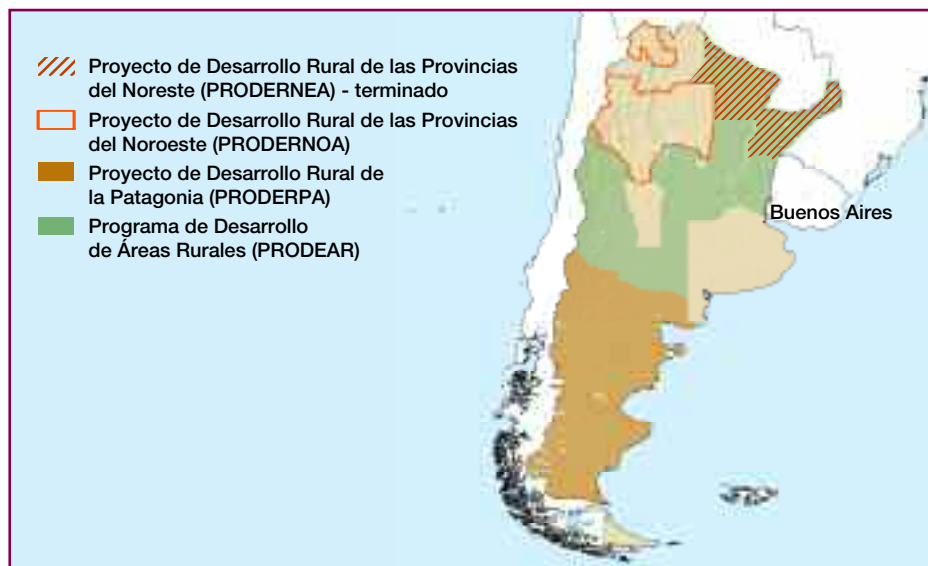 Proyecto de Desarrollo Rural de las Provincias
del Noreste (PRODERNEA) - terminado
Proyecto de Desarrollo Rural de las Provincias
del Noroeste (PRODERNOA)
Proyecto de Desarrollo Rural de
la Patagonia (PRODERPA)
Programa de Desarrollo
de Áreas Rurales (PRODEAR)
Buenos Aires